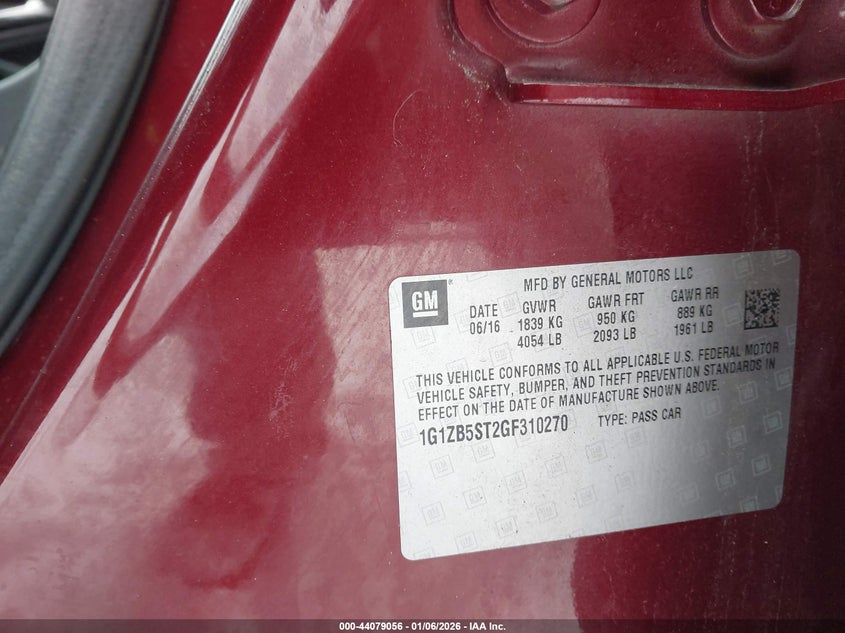 GM
MFD BY GENERAL MOTORS LLC
DATE GVWR GAWR FRT GAWR RR
06/16 1839 KG 950 KG 889 KG
4054 LB 2093 LB 1961 LB
THIS VEHICLE CONFORMS TO ALL APPLICABLE U.S. FEDERAL MOTOR
VEHICLE SAFETY, BUMPER, AND THEFT PREVENTION STANDARDS IN
EFFECT ON THE DATE OF MANUFACTURE SHOWN ABOVE.
1G1ZB5ST2GF310270 TYPE: PASS CAR
000-44079056 - 01/06/2026 - IAA Inc.